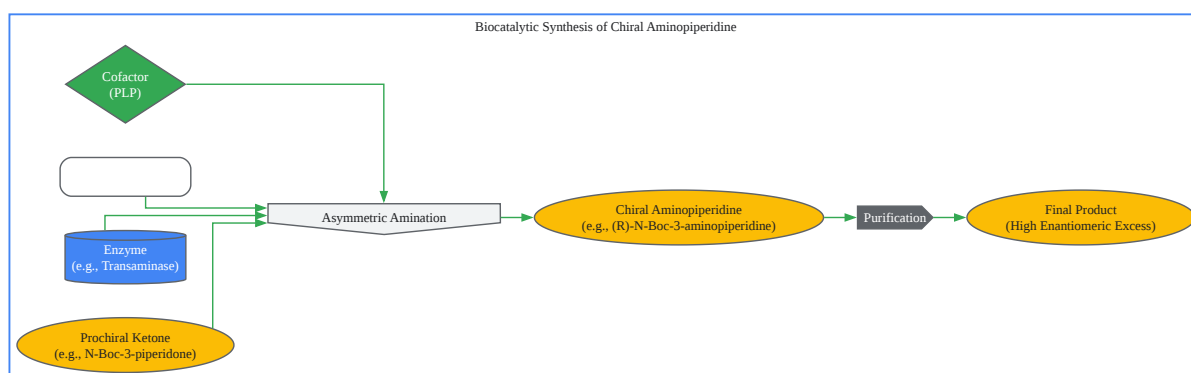 Biocatalytic Synthesis of Chiral Aminopiperidine
Cofactor
(PLP)
Enzyme
(e.g., Transaminase)
Prochiral Ketone
(e.g., N-Boc-3-piperidone)
Asymmetric Amination
Chiral Aminopiperidine
(e.g., (R)-N-Boc-3-aminopiperidine)
Purification
Final Product
(High Enantiomeric Excess)